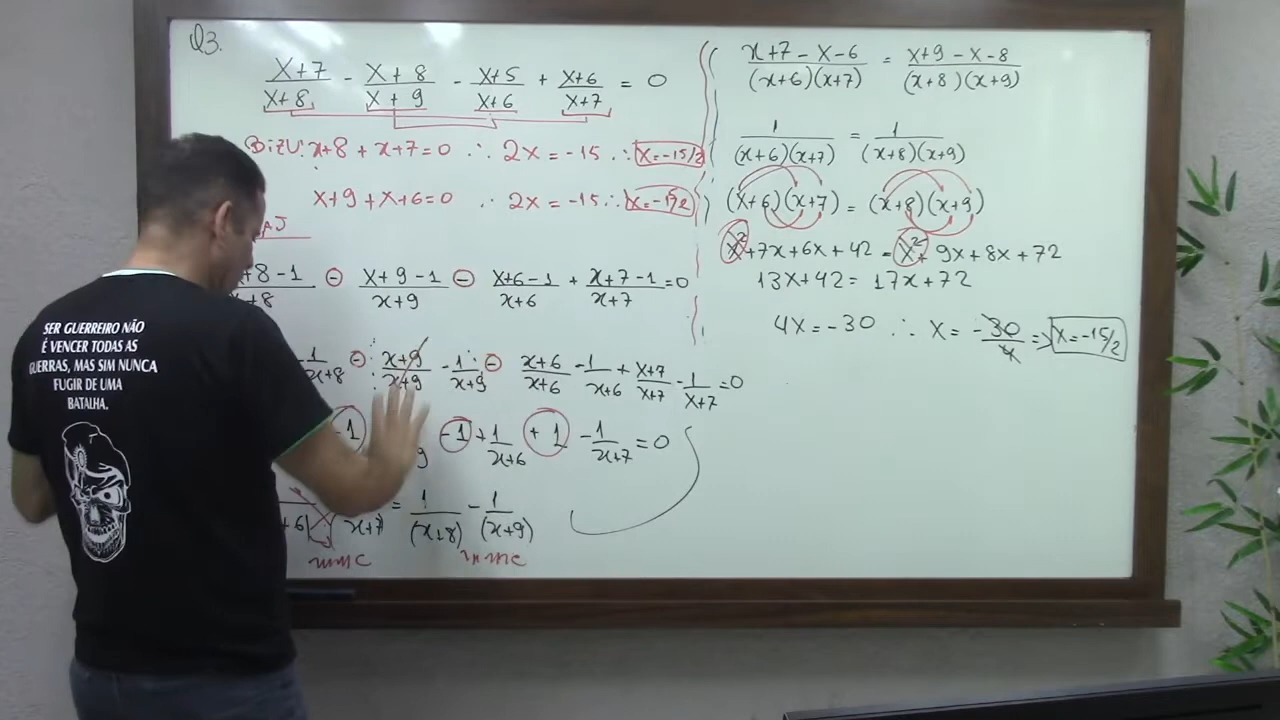 Q3.
x+7/x+8 - x+8/x+9 - x+5/x+6 + x+6/x+7 = 0
BIZU: x+8 + x+7=0 ∴ 2x = -15 ∴ x=-15/2
x+9+x+6=0 ∴ 2x = -15 ∴
+8-1/x+8 - x+9-1/x+9 - x+6-1/x+6 + x+7-1/x+7 = 0
1/x+8 - x+9/x+9 - 1/x+9 - x+6/x+6 - 1/x+6 + x+7/x+7 - 1/x+7 = 0
-1 -1 + 1/x+6 + 1 - 1/x+7 = 0
x+7 = 1/(x+8) - 1/(x+9)
mmc mmc
x+7-x-6/(x+6)(x+7) = x+9-x-8/(x+8)(x+9)
1/(x+6)(x+7) = 1/(x+8)(x+9)
(x+6)(x+7) = (x+8)(x+9)
x²+7x+6x+42 = x²+9x+8x+72
13x+42 = 17x+72
4x = -30 ∴ x = -30/4 => x=-15/2
SER GUERREIRO NÃO
É VENCER TODAS AS
GUERRAS, MAS SIM NUNCA
FUGIR DE UMA
BATALHA.